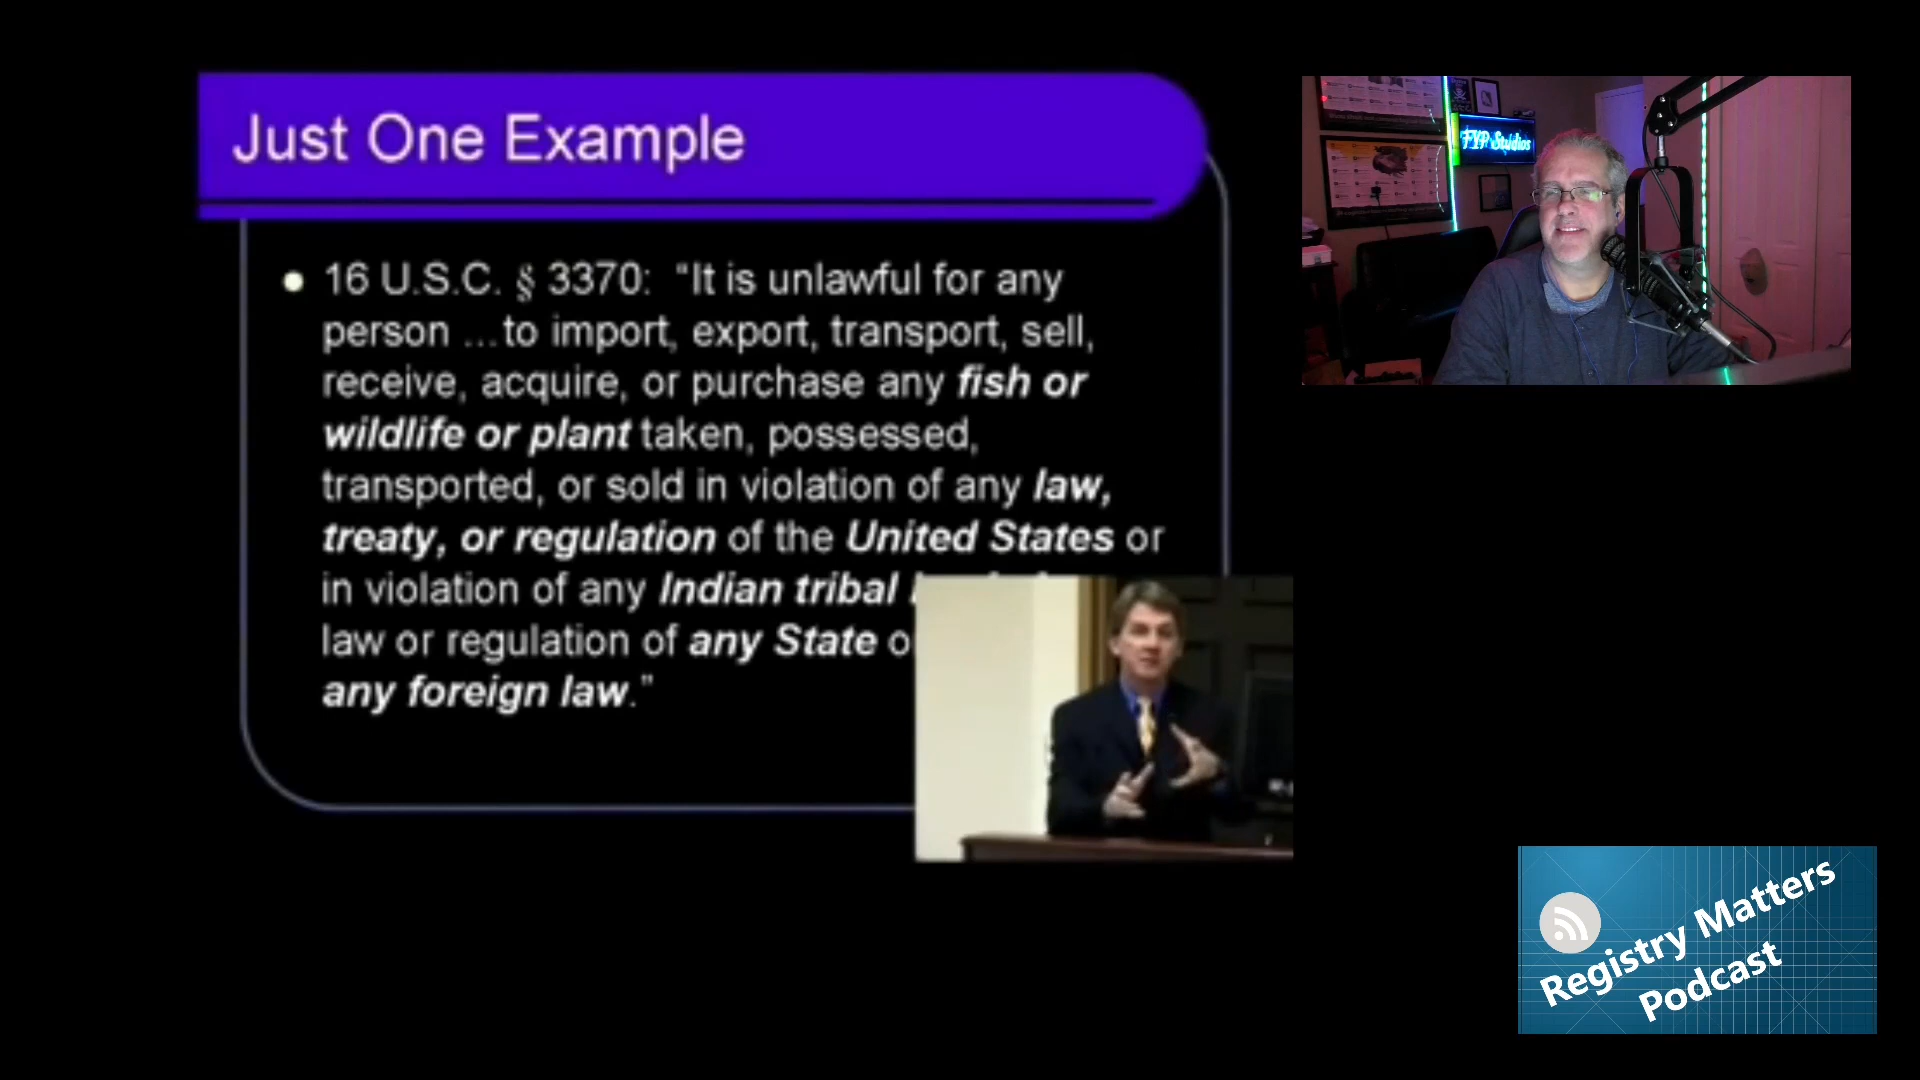 Just One Example
• 16 U.S.C. § 3370: “It is unlawful for any
person …to import, export, transport, sell,
receive, acquire, or purchase any fish or
wildlife or plant taken, possessed,
transported, or sold in violation of any law,
treaty, or regulation of the United States or
in violation of any Indian tribal
law or regulation of any State
any foreign law.”
FYP Studios
Registry Matters
Podcast